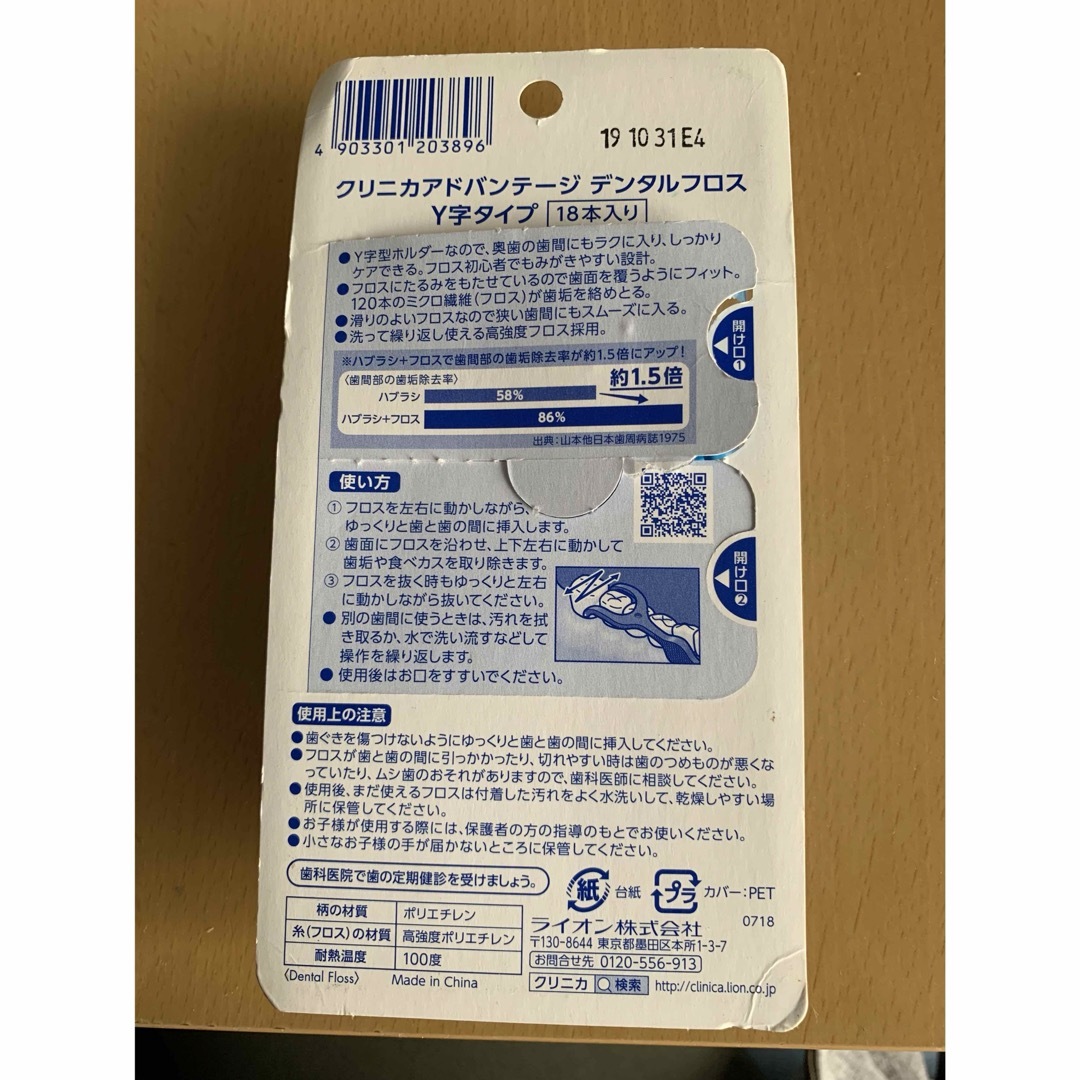 4 903301 203896
19 10 31 E4
クリニカアドバンテージ デンタルフロス
Y字タイプ 18本入り
●Y字型ホルダーなので、奥歯の歯間にもラクに入り、しっかり
ケアできる。フロス初心者でもみがきやすい設計。
●フロスにたるみをもたせているので歯面を覆うようにフィット。
120本のミクロ繊維(フロス)が歯垢を絡めとる。
●滑りのよいフロスなので狭い歯間にもスムーズに入る。
●洗って繰り返し使える高強度フロス採用。
開け口①
※ハブラシ+フロスで歯間部の歯垢除去率が約1.5倍にアップ!
〈歯間部の歯垢除去率〉
約1.5倍
ハブラシ 58%
ハブラシ+フロス 86%
出典:山本他日本歯周病誌1975
使い方
① フロスを左右に動かしながら、
ゆっくりと歯と歯の間に挿入します。
② 歯面にフロスを沿わせ、上下左右に動かして
歯垢や食べカスを取り除きます。
③ フロスを抜く時もゆっくりと左右
に動かしながら抜いてください。
● 別の歯間に使うときは、汚れを拭
き取るか、水で洗い流すなどして
操作を繰り返します。
● 使用後はお口をすすいでください。
開け口②
使用上の注意
●歯ぐきを傷つけないようにゆっくりと歯と歯の間に挿入してください。
●フロスが歯と歯の間に引っかかったり、切れやすい時は歯のつめものが悪くな
っていたり、ムシ歯のおそれがありますので、歯科医師に相談してください。
●使用後、まだ使えるフロスは付着した汚れをよく水洗いして、乾燥しやすい場
所に保管してください。
●お子様が使用する際には、保護者の方の指導のもとでお使いください。
●小さなお子様の手が届かないところに保管してください。
歯科医院で歯の定期健診を受けましょう。
紙 台紙 プラ カバー:PET
柄の材質 ポリエチレン
糸(フロス)の材質 高強度ポリエチレン
耐熱温度 100度
〈Dental Floss〉 Made in China
0718
ライオン株式会社
〒130-8644 東京都墨田区本所1-3-7
お問合せ先 0120-556-913
クリニカ 検索 http://clinica.lion.co.jp